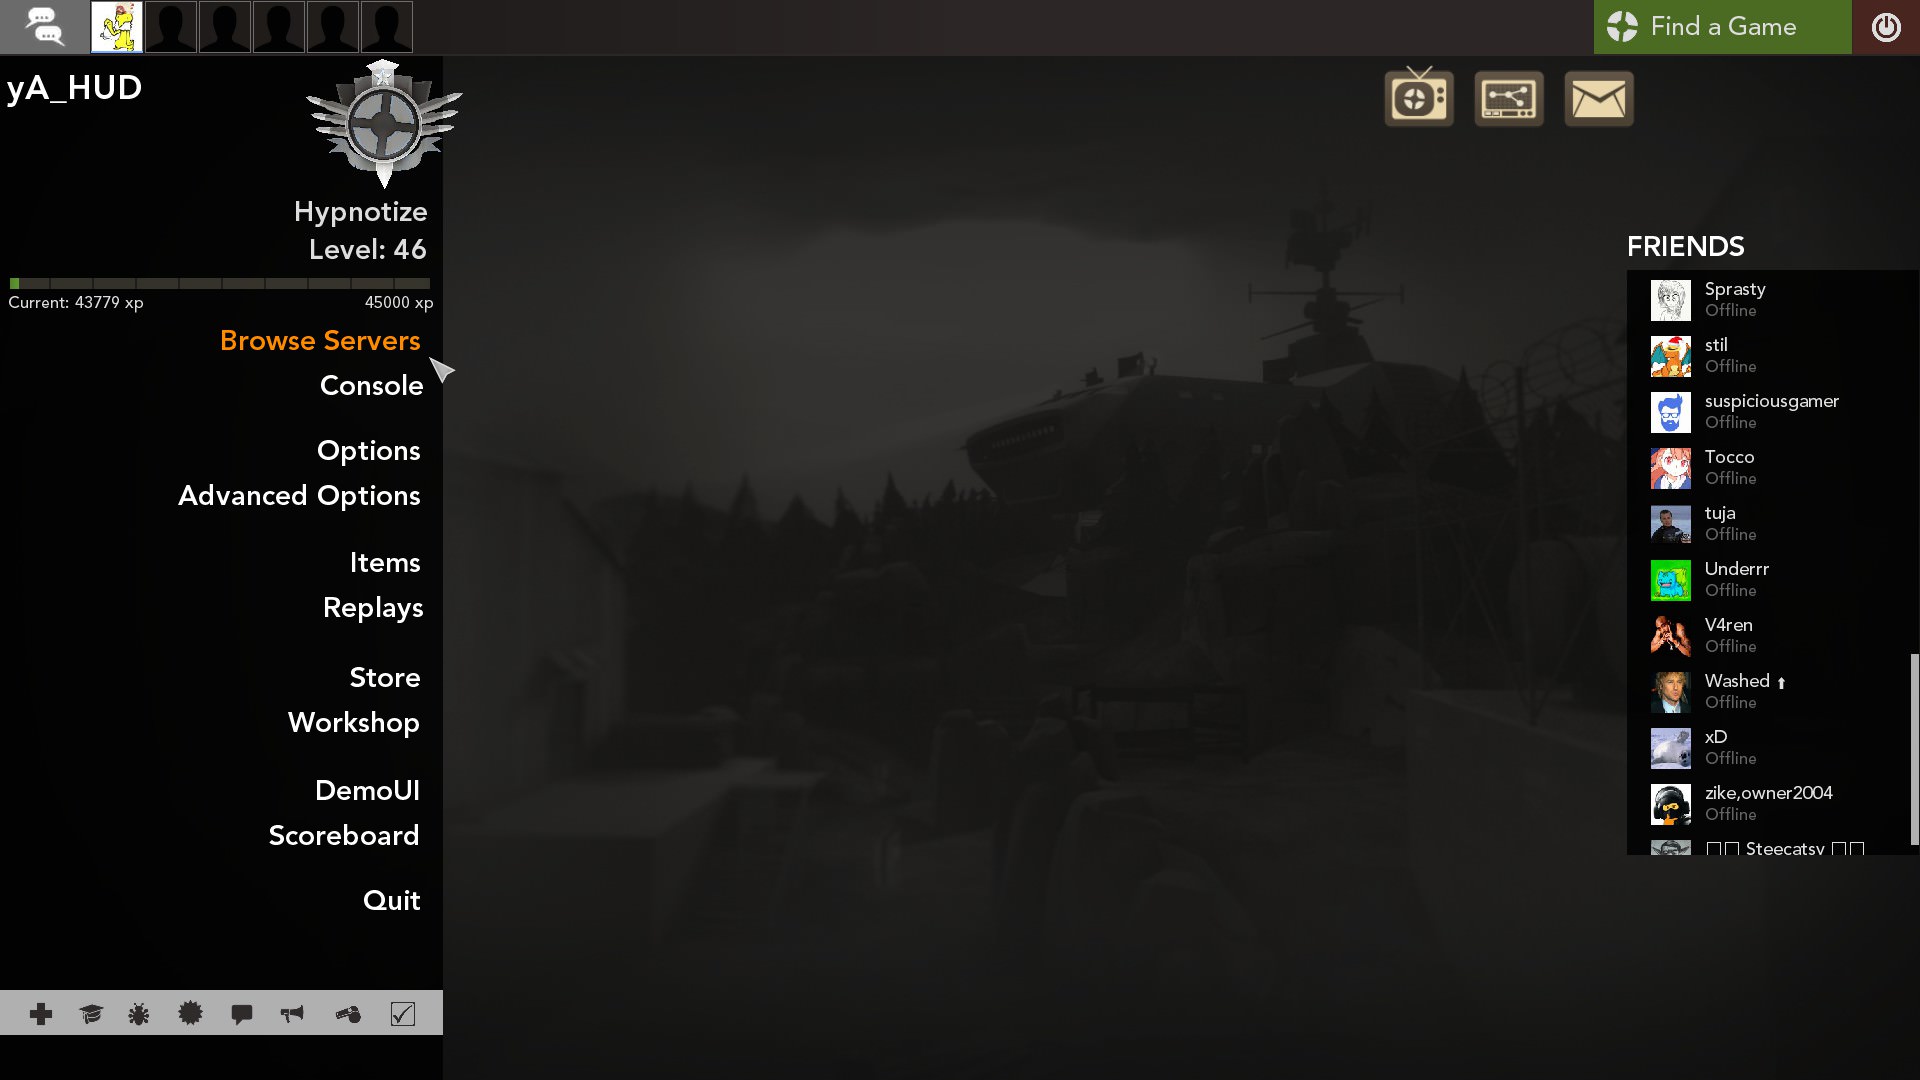 Find a Game
yA_HUD
Hypnotize
Level: 46
Current: 43779 xp
45000 xp
Browse Servers
Console
Options
Advanced Options
Items
Replays
Store
Workshop
DemoUI
Scoreboard
Quit
FRIENDS
Sprasty
Offline
stil
Offline
suspiciousgamer
Offline
Tocco
Offline
tuja
Offline
Underrr
Offline
V4ren
Offline
Washed ⬆
Offline
xD
Offline
zike,owner2004
Offline
□□ Steecatsy □□